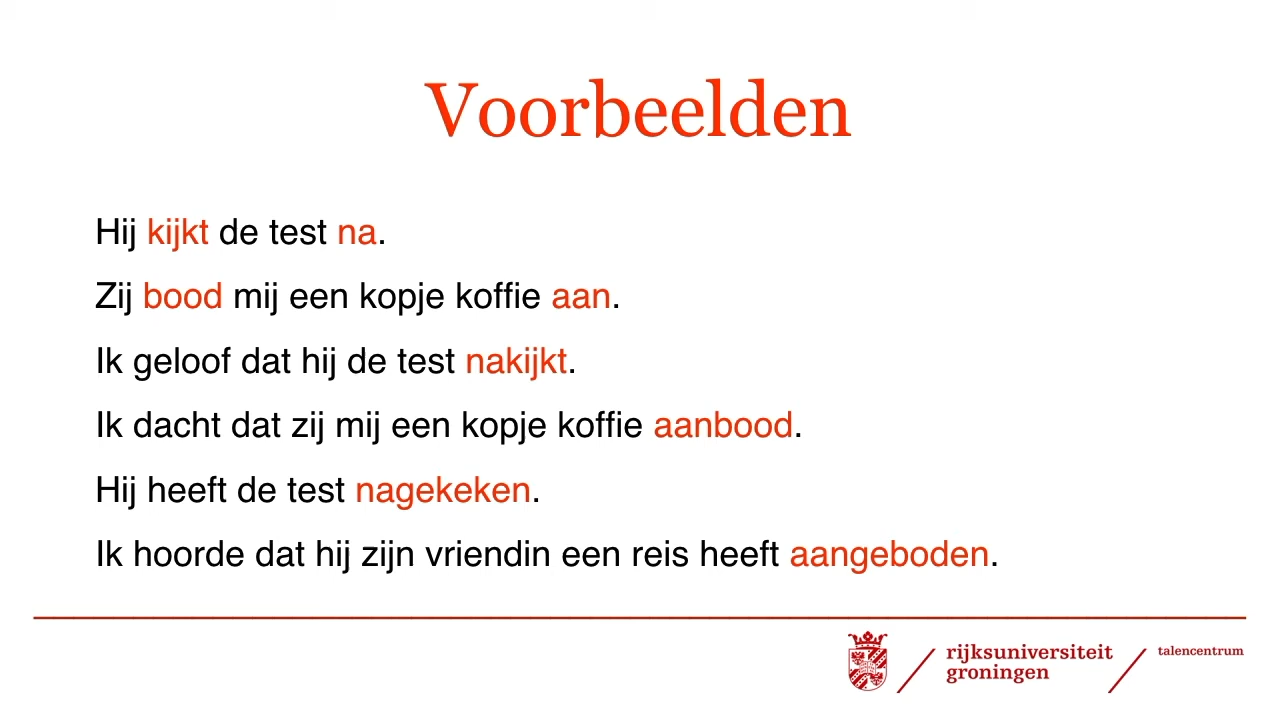 Voorbeelden
Hij kijkt de test na.
Zij bood mij een kopje koffie aan.
Ik geloof dat hij de test nakijkt.
Ik dacht dat zij mij een kopje koffie aanbood.
Hij heeft de test nagekeken.
Ik hoorde dat hij zijn vriendin een reis heeft aangeboden.
rijksuniversiteit
groningen
talencentrum